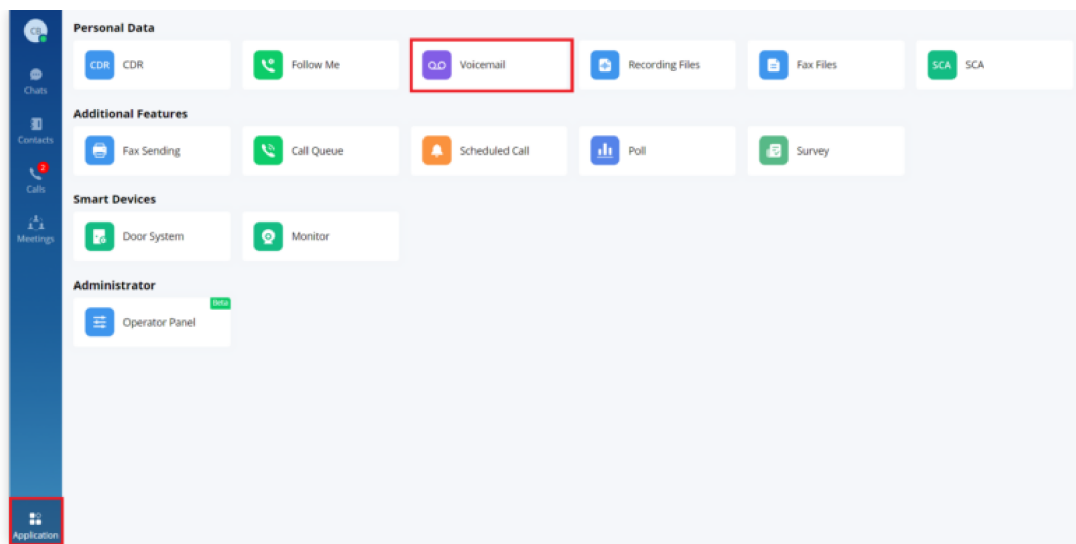 CB
Chats
Contacts
2
Calls
Meetings
Application
Personal Data
CDR CDR
Follow Me
Voicemail
Recording Files
Fax Files
SCA SCA
Additional Features
Fax Sending
Call Queue
Scheduled Call
Poll
Survey
Smart Devices
Door System
Monitor
Administrator
Beta
Operator Panel